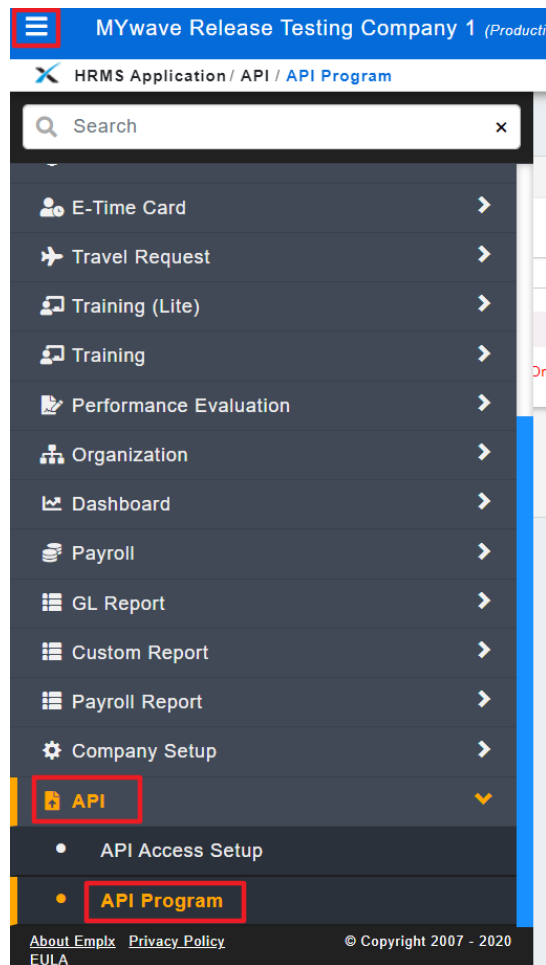 MYwave Release Testing Company 1 (Producti
HRMS Application / API / API Program
Search ×
E-Time Card
Travel Request
Training (Lite)
Training
Performance Evaluation
Organization
Dashboard
Payroll
GL Report
Custom Report
Payroll Report
Company Setup
API
API Access Setup
API Program
About Emplx Privacy Policy © Copyright 2007 - 2020
EULA